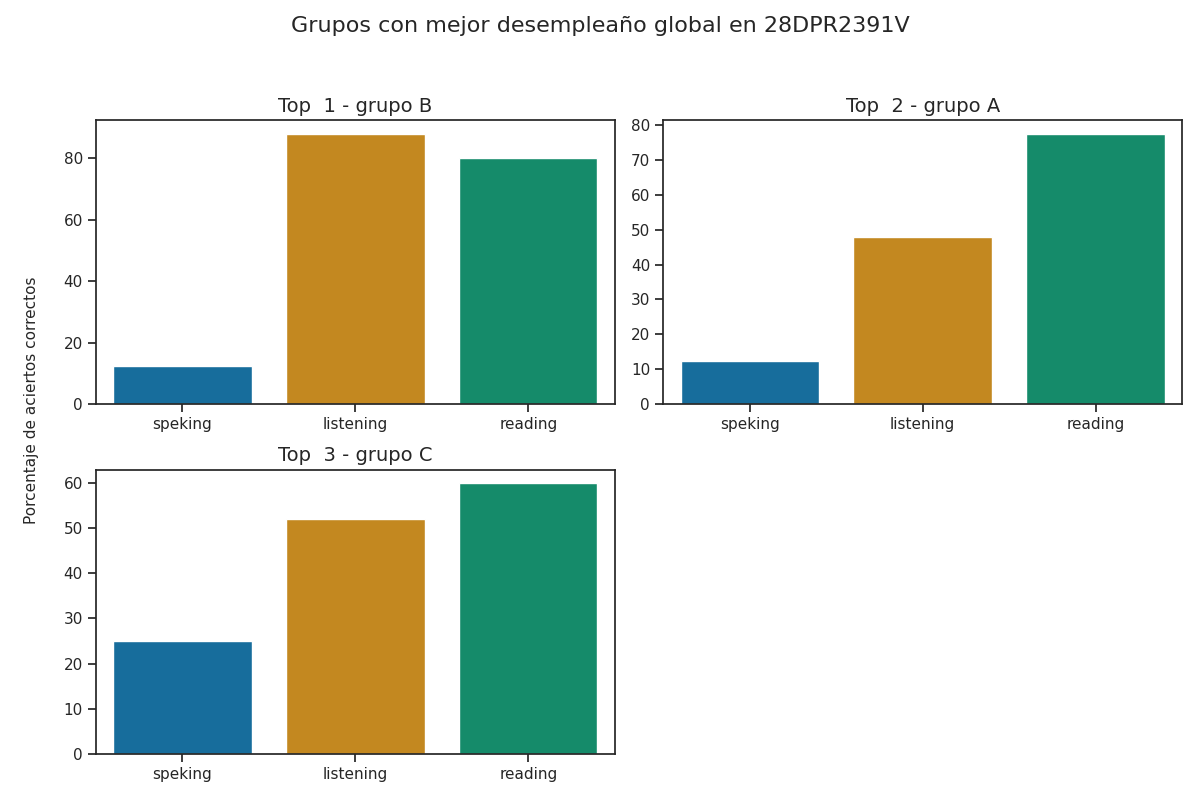 Grupos con mejor desempleaño global en 28DPR2391V
Porcentaje de aciertos correctos
Top  1 - grupo B
80
60
40
20
0
speking listening reading
Top  2 - grupo A
80
70
60
50
40
30
20
10
0
speking listening reading
Top  3 - grupo C
60
50
40
30
20
10
0
speking listening reading